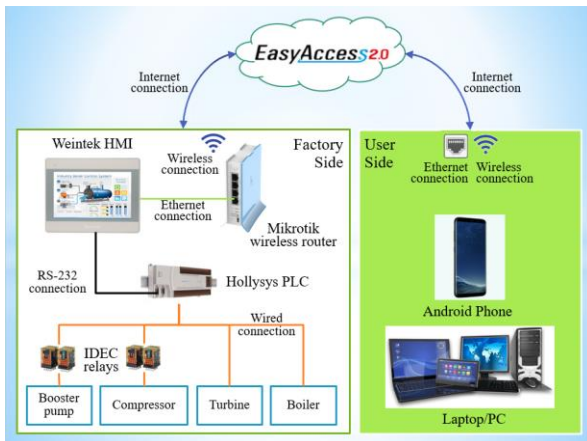 EasyAccess2.0
Internet
connection
Internet
connection
Weintek HMI
Wireless
connection
Factory
Side
User
Side
Ethernet
connection
Wireless
connection
Ethernet
connection
Mikrotik
wireless router
RS-232
connection
Hollysys PLC
Android Phone
Wired
connection
IDEC
relays
Booster
pump
Compressor
Turbine
Boiler
Laptop/PC